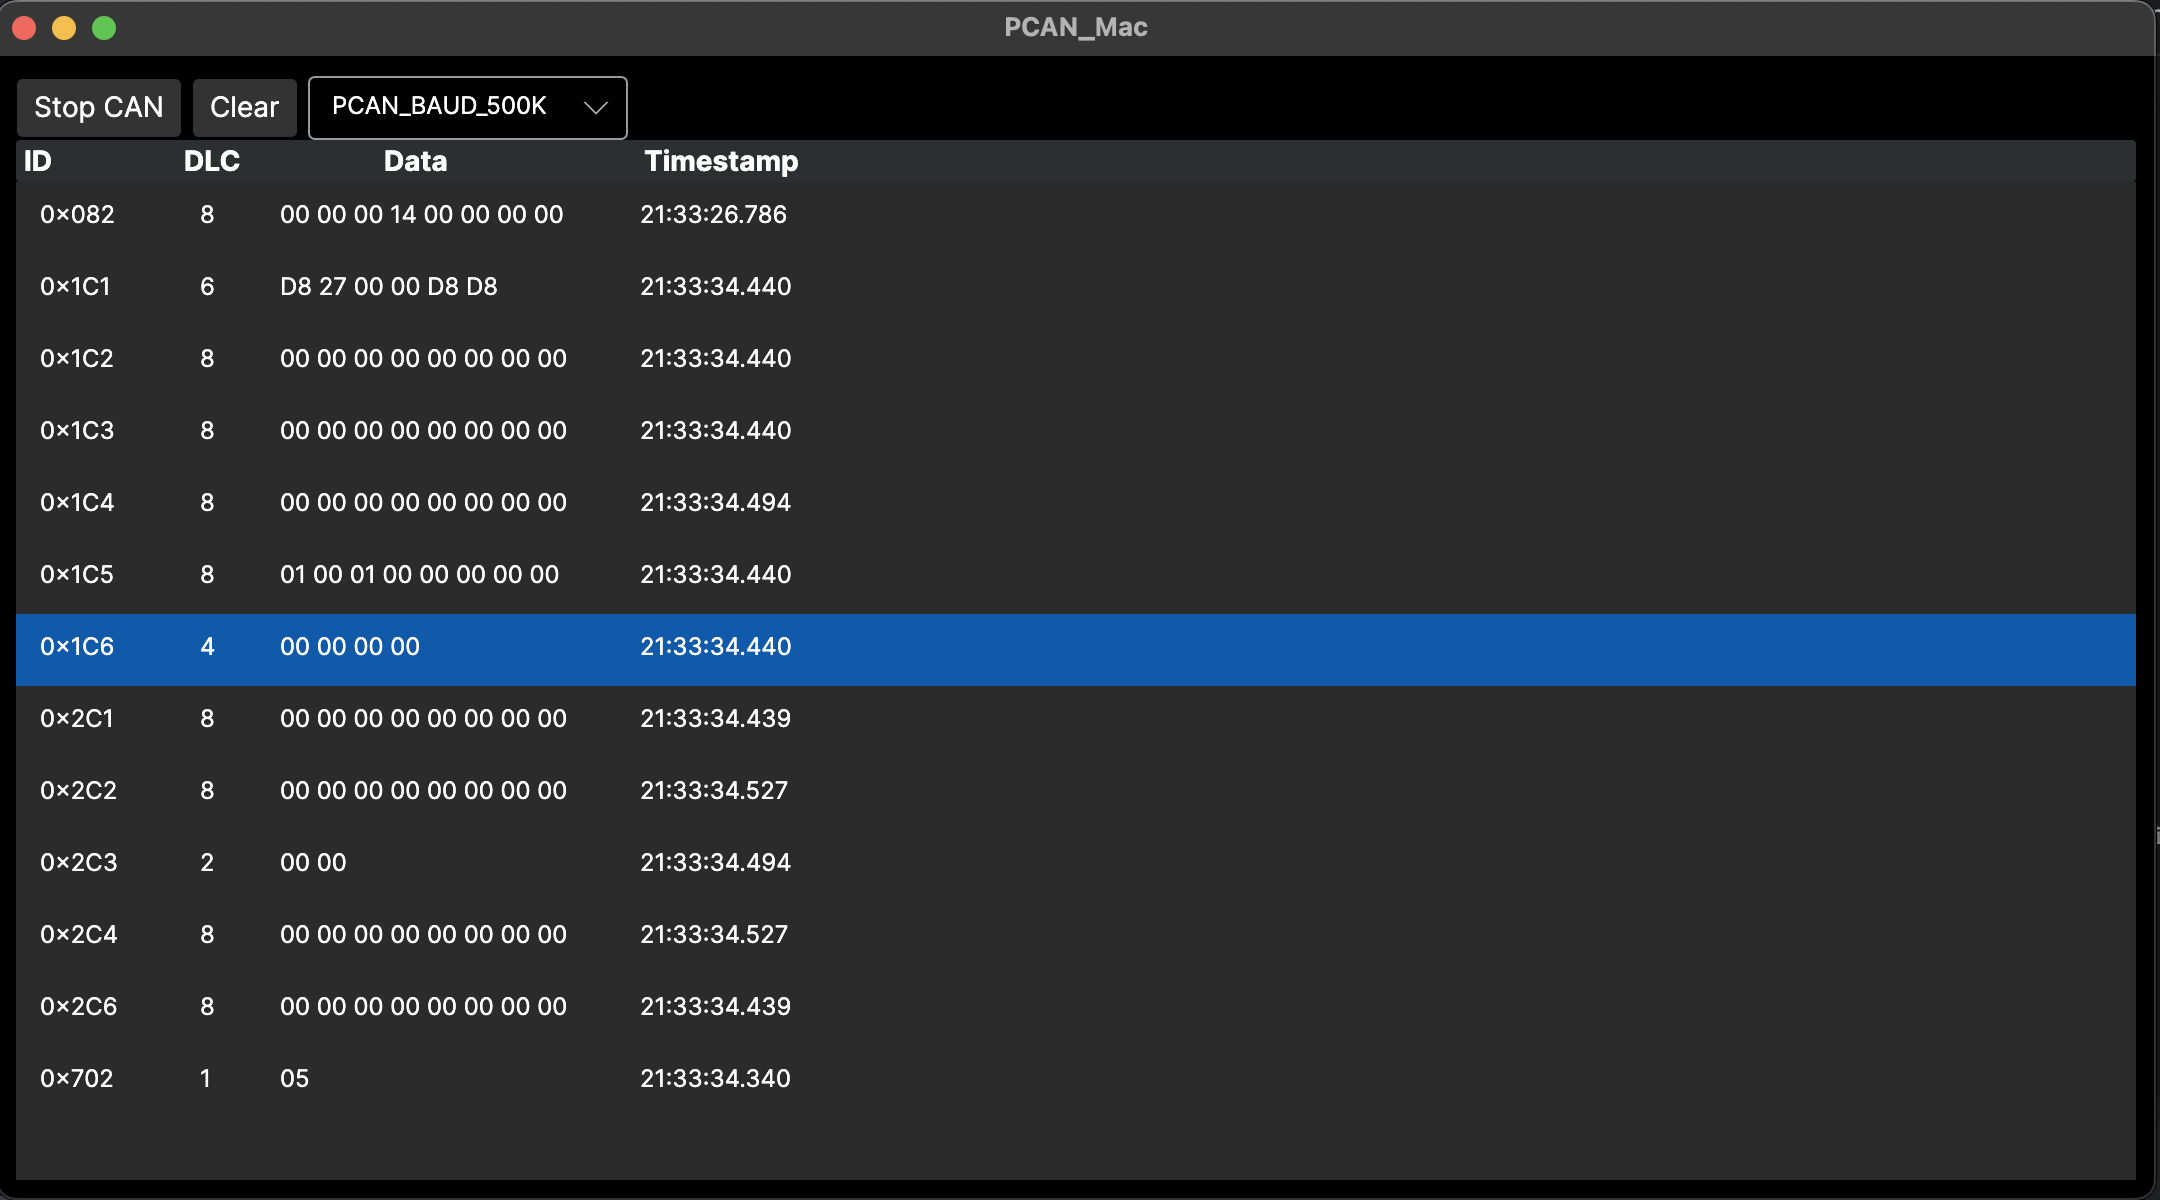 PCAN_Mac
Stop CAN Clear PCAN_BAUD_500K
ID DLC Data Timestamp
0x082 8 00 00 00 14 00 00 00 00 21:33:26.786
0x1C1 6 D8 27 00 00 D8 D8 21:33:34.440
0x1C2 8 00 00 00 00 00 00 00 00 21:33:34.440
0x1C3 8 00 00 00 00 00 00 00 00 21:33:34.440
0x1C4 8 00 00 00 00 00 00 00 00 21:33:34.494
0x1C5 8 01 00 01 00 00 00 00 00 21:33:34.440
0x1C6 4 00 00 00 00 21:33:34.440
0x2C1 8 00 00 00 00 00 00 00 00 21:33:34.439
0x2C2 8 00 00 00 00 00 00 00 00 21:33:34.527
0x2C3 2 00 00 21:33:34.494
0x2C4 8 00 00 00 00 00 00 00 00 21:33:34.527
0x2C6 8 00 00 00 00 00 00 00 00 21:33:34.439
0x702 1 05 21:33:34.340